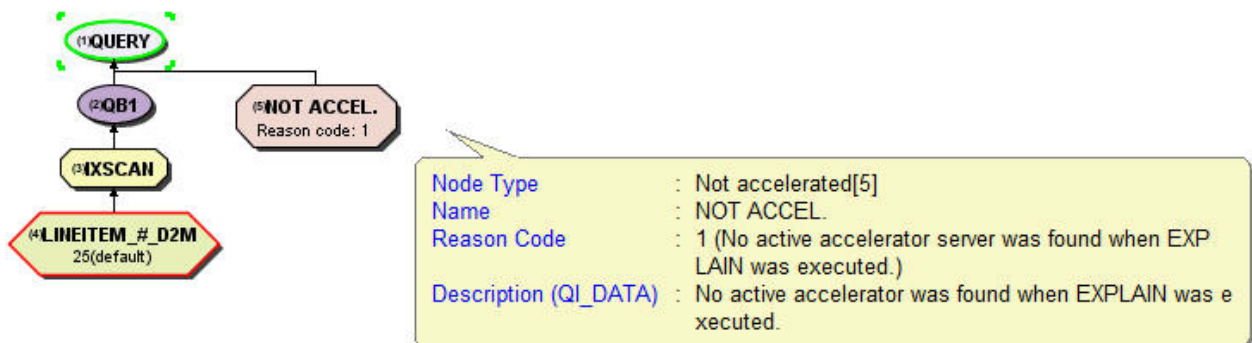 (1)QUERY
(2)QB1
(5)NOT ACCEL.
Reason code: 1
(3)IXSCAN
(4)LINEITEM_#_D2M
25(default)
Node Type : Not accelerated[5]
Name : NOT ACCEL.
Reason Code : 1 (No active accelerator server was found when EXP
LAIN was executed.)
Description (QI_DATA) : No active accelerator was found when EXPLAIN was e
xecuted.